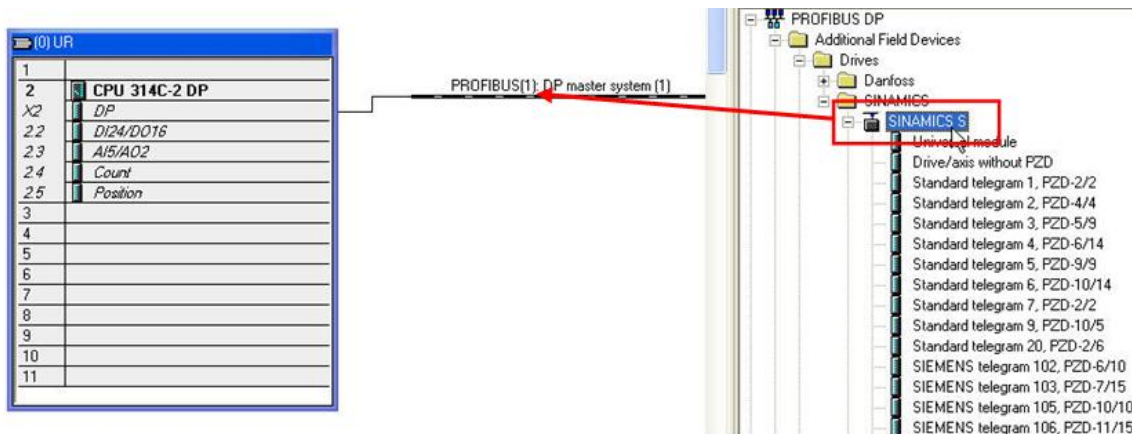 (0) UR
1
2 CPU 314C-2 DP
X2 DP
2.2 DI24/DO16
2.3 AI5/AO2
2.4 Count
2.5 Position
3
4
5
6
7
8
9
10
11
PROFIBUS(1): DP master system (1)
PROFIBUS DP
Additional Field Devices
Drives
Danfoss
SINAMICS
SINAMICS S
Universal module
Drive/axis without PZD
Standard telegram 1, PZD-2/2
Standard telegram 2, PZD-4/4
Standard telegram 3, PZD-5/9
Standard telegram 4, PZD-6/14
Standard telegram 5, PZD-9/9
Standard telegram 6, PZD-10/14
Standard telegram 7, PZD-2/2
Standard telegram 9, PZD-10/5
Standard telegram 20, PZD-2/6
SIEMENS telegram 102, PZD-6/10
SIEMENS telegram 103, PZD-7/15
SIEMENS telegram 105, PZD-10/10
SIEMENS telegram 106, PZD-11/15